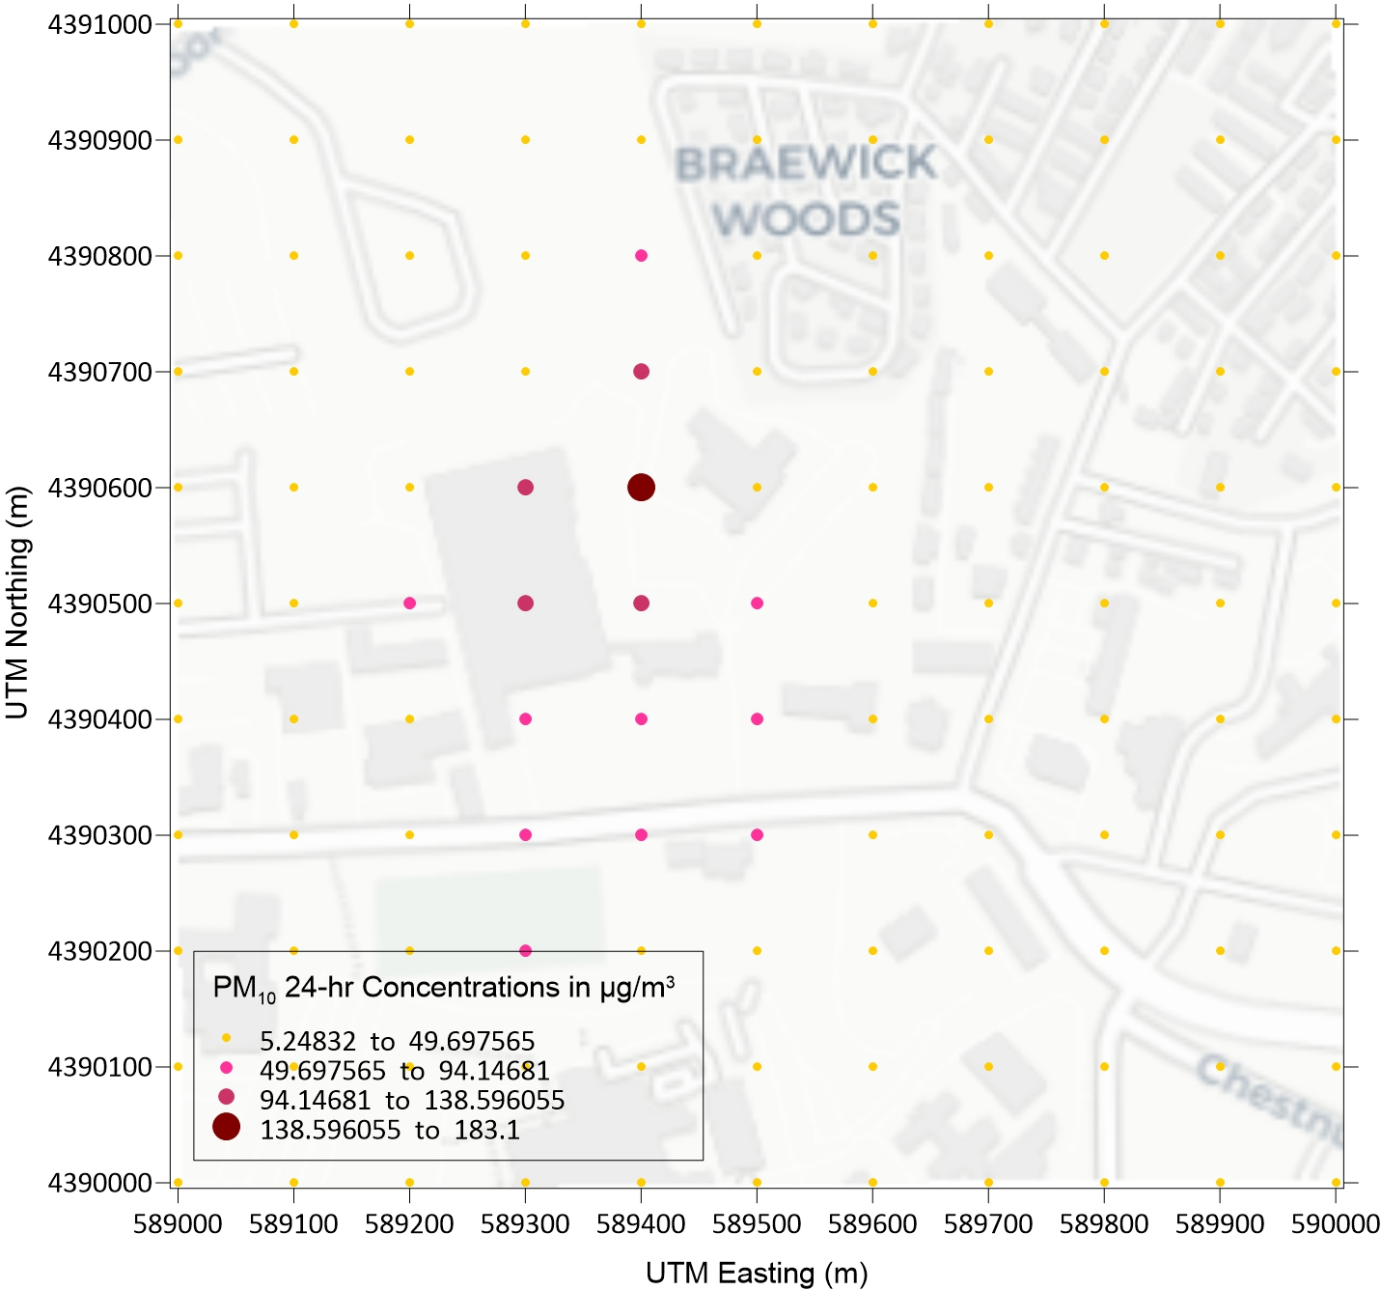 4391000
4390900
4390800
4390700
4390600
4390500
4390400
4390300
4390200
4390100
4390000
UTM Northing (m)
BRAEWICK
WOODS
PM10 24-hr Concentrations in µg/m³
5.24832 to 49.697565
49.697565 to 94.14681
94.14681 to 138.596055
138.596055 to 183.1
Chestnu
589000 589100 589200 589300 589400 589500 589600 589700 589800 589900 590000
UTM Easting (m)